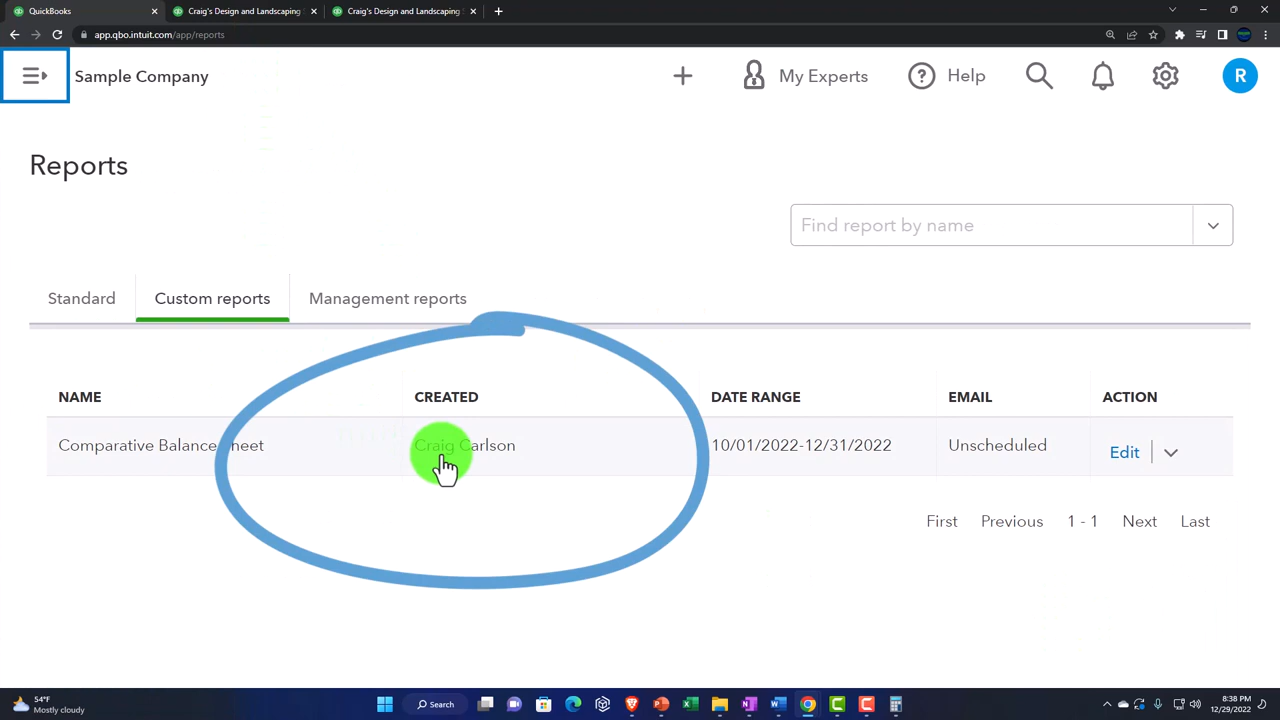 QuickBooks
Craig's Design and Landscaping
Craig's Design and Landscaping
app.qbo.intuit.com/app/reports
Sample Company
My Experts
Help
R
Reports
Find report by name
Standard
Custom reports
Management reports
NAME CREATED DATE RANGE EMAIL ACTION
Comparative Balance Sheet Craig Carlson 10/01/2022-12/31/2022 Unscheduled Edit
First Previous 1 - 1 Next Last
54°F
Mostly cloudy
Search
8:38 PM
12/29/2022